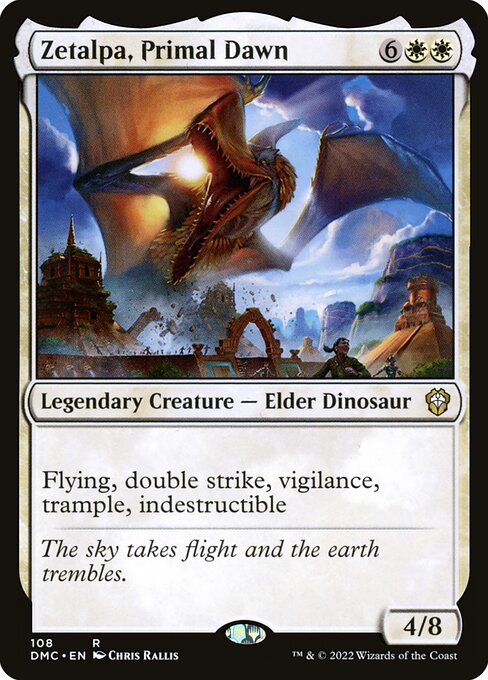 Zetalpa, Primal Dawn 6
Legendary Creature — Elder Dinosaur
Flying, double strike, vigilance,
trample, indestructible
The sky takes flight and the earth
trembles.
4/8
108 R
DMC • EN Chris Rallis ™ & © 2022 Wizards of the Coast